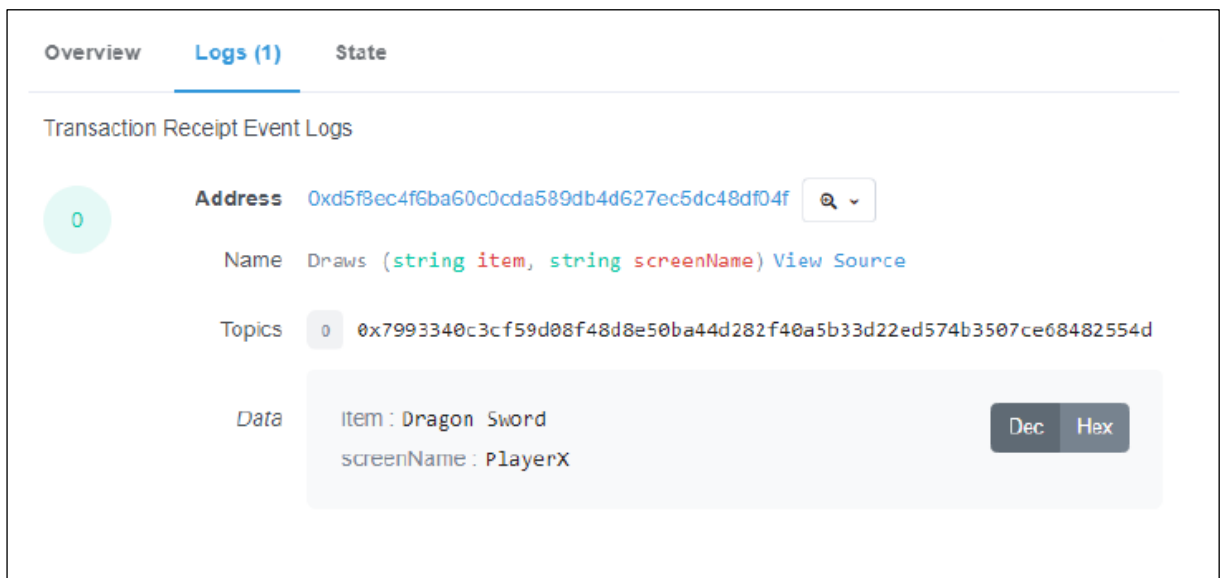 Overview Logs (1) State
Transaction Receipt Event Logs
0
Address 0xd5f8ec4f6ba60c0cda589db4d627ec5dc48df04f
Name Draws (string item, string screenName) View Source
Topics 0 0x7993340c3cf59d08f48d8e50ba44d282f40a5b33d22ed574b3507ce68482554d
Data item : Dragon Sword
Dec Hex
screenName : PlayerX